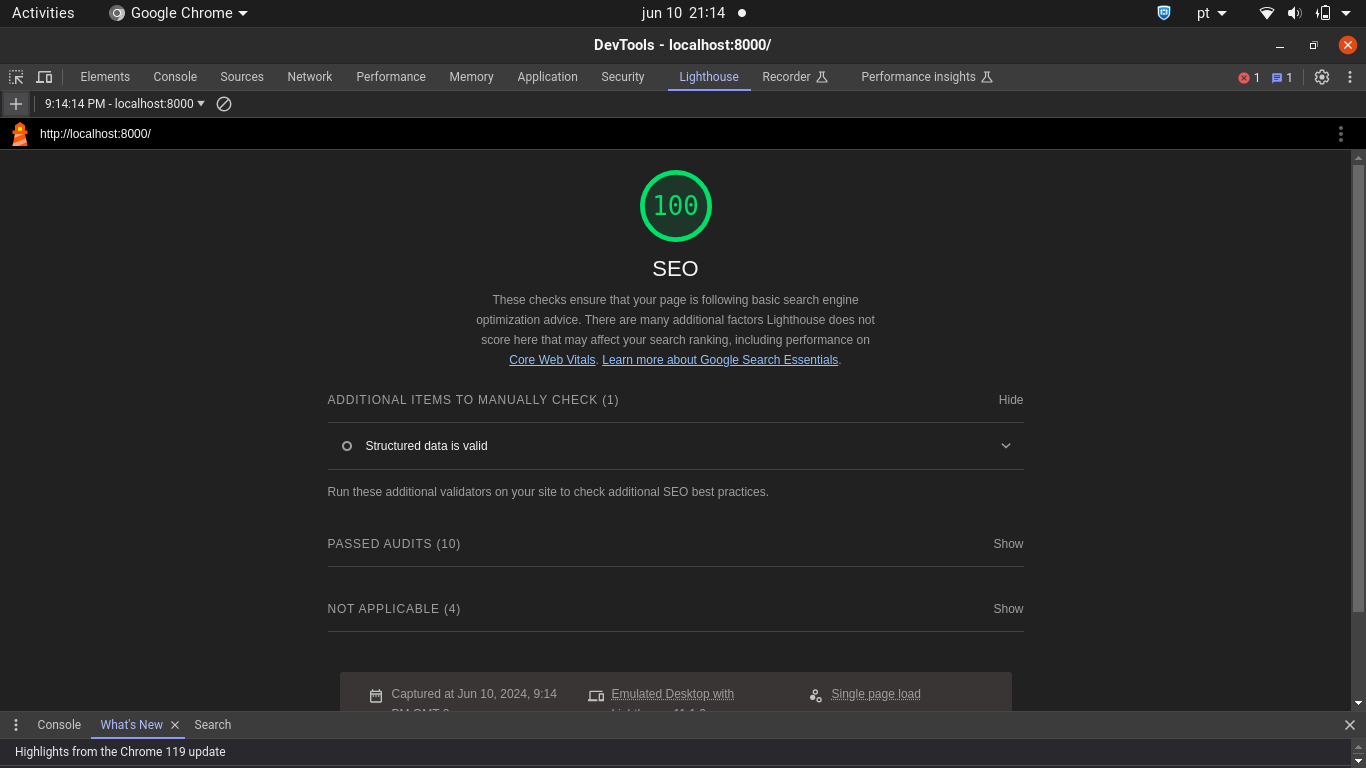 Activities Google Chrome jun 10 21:14 pt
DevTools - localhost:8000/
Elements Console Sources Network Performance Memory Application Security Lighthouse Recorder Performance insights 1 1
9:14:14 PM - localhost:8000
http://localhost:8000/
100
SEO
These checks ensure that your page is following basic search engine
optimization advice. There are many additional factors Lighthouse does not
score here that may affect your search ranking, including performance on
Core Web Vitals. Learn more about Google Search Essentials.
ADDITIONAL ITEMS TO MANUALLY CHECK (1) Hide
Structured data is valid
Run these additional validators on your site to check additional SEO best practices.
PASSED AUDITS (10) Show
NOT APPLICABLE (4) Show
Captured at Jun 10, 2024, 9:14 Emulated Desktop with Single page load
Console What's New Search
Highlights from the Chrome 119 update